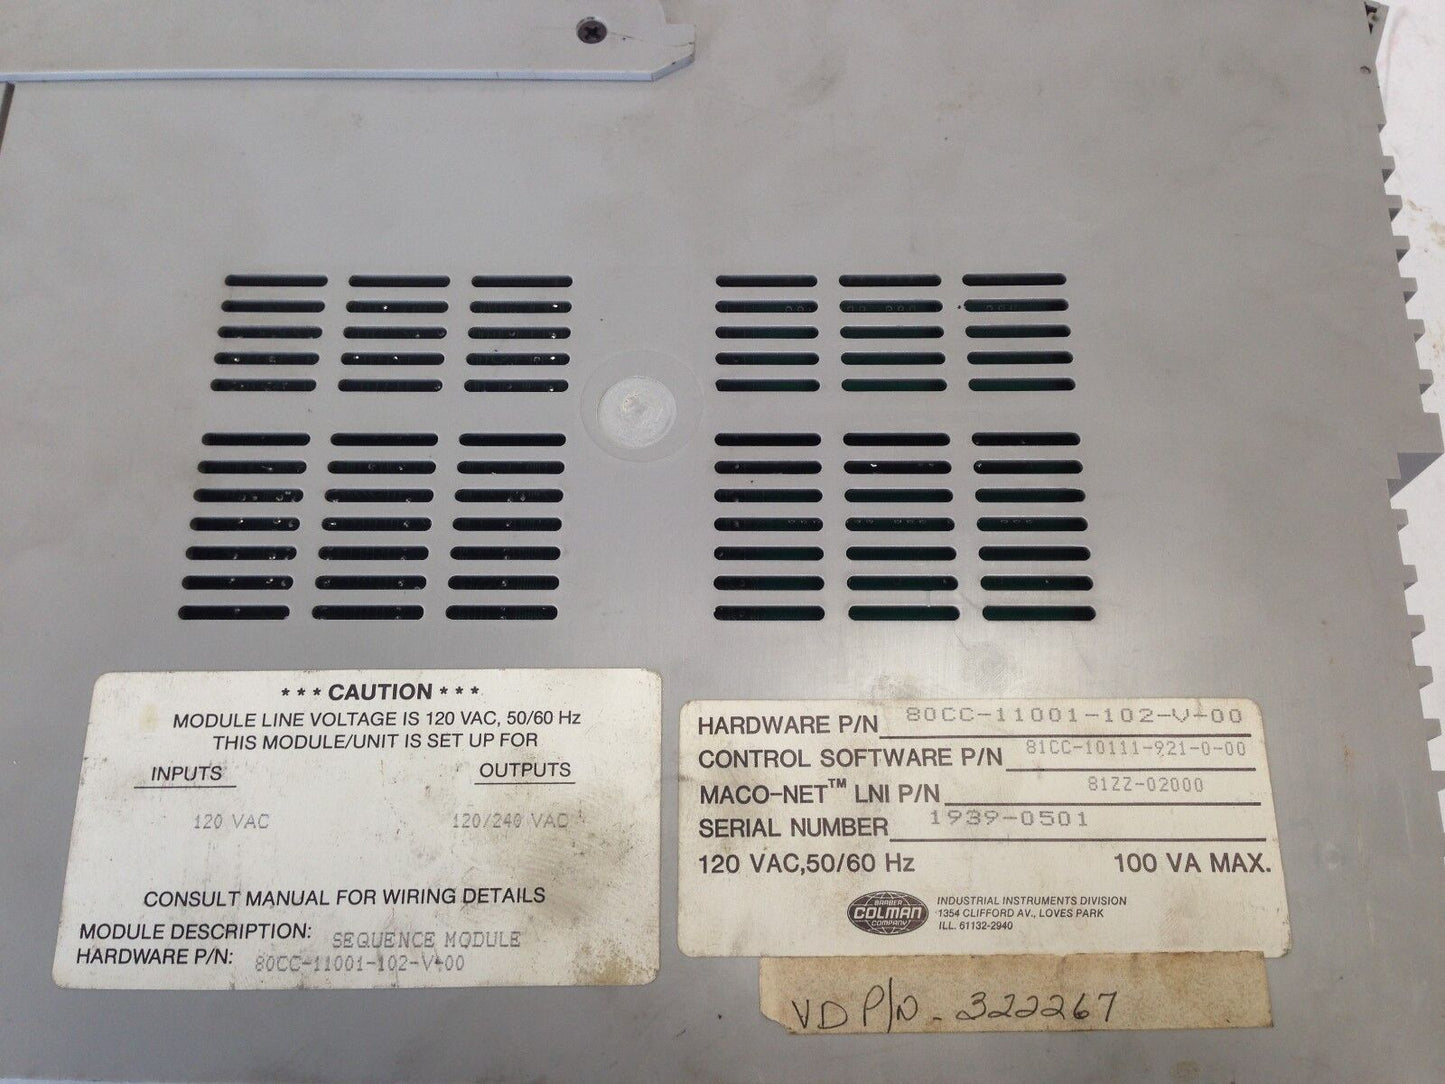 *** CAUTION ***
MODULE LINE VOLTAGE IS 120 VAC, 50/60 Hz
THIS MODULE/UNIT IS SET UP FOR
INPUTS OUTPUTS
120 VAC 120/240 VAC
CONSULT MANUAL FOR WIRING DETAILS
MODULE DESCRIPTION: SEQUENCE MODULE
HARDWARE P/N: 80CC-11001-102-V-00
HARDWARE P/N 80CC-11001-102-V-00
CONTROL SOFTWARE P/N 81CC-10111-921-0-00
MACO-NET™ LNI P/N 81ZZ-02000
SERIAL NUMBER 1939-0501
120 VAC,50/60 Hz 100 VA MAX.
BARBER
COLMAN
COMPANY
INDUSTRIAL INSTRUMENTS DIVISION
1354 CLIFFORD AV., LOVES PARK
ILL. 61132-2940
VD P/N - 322267